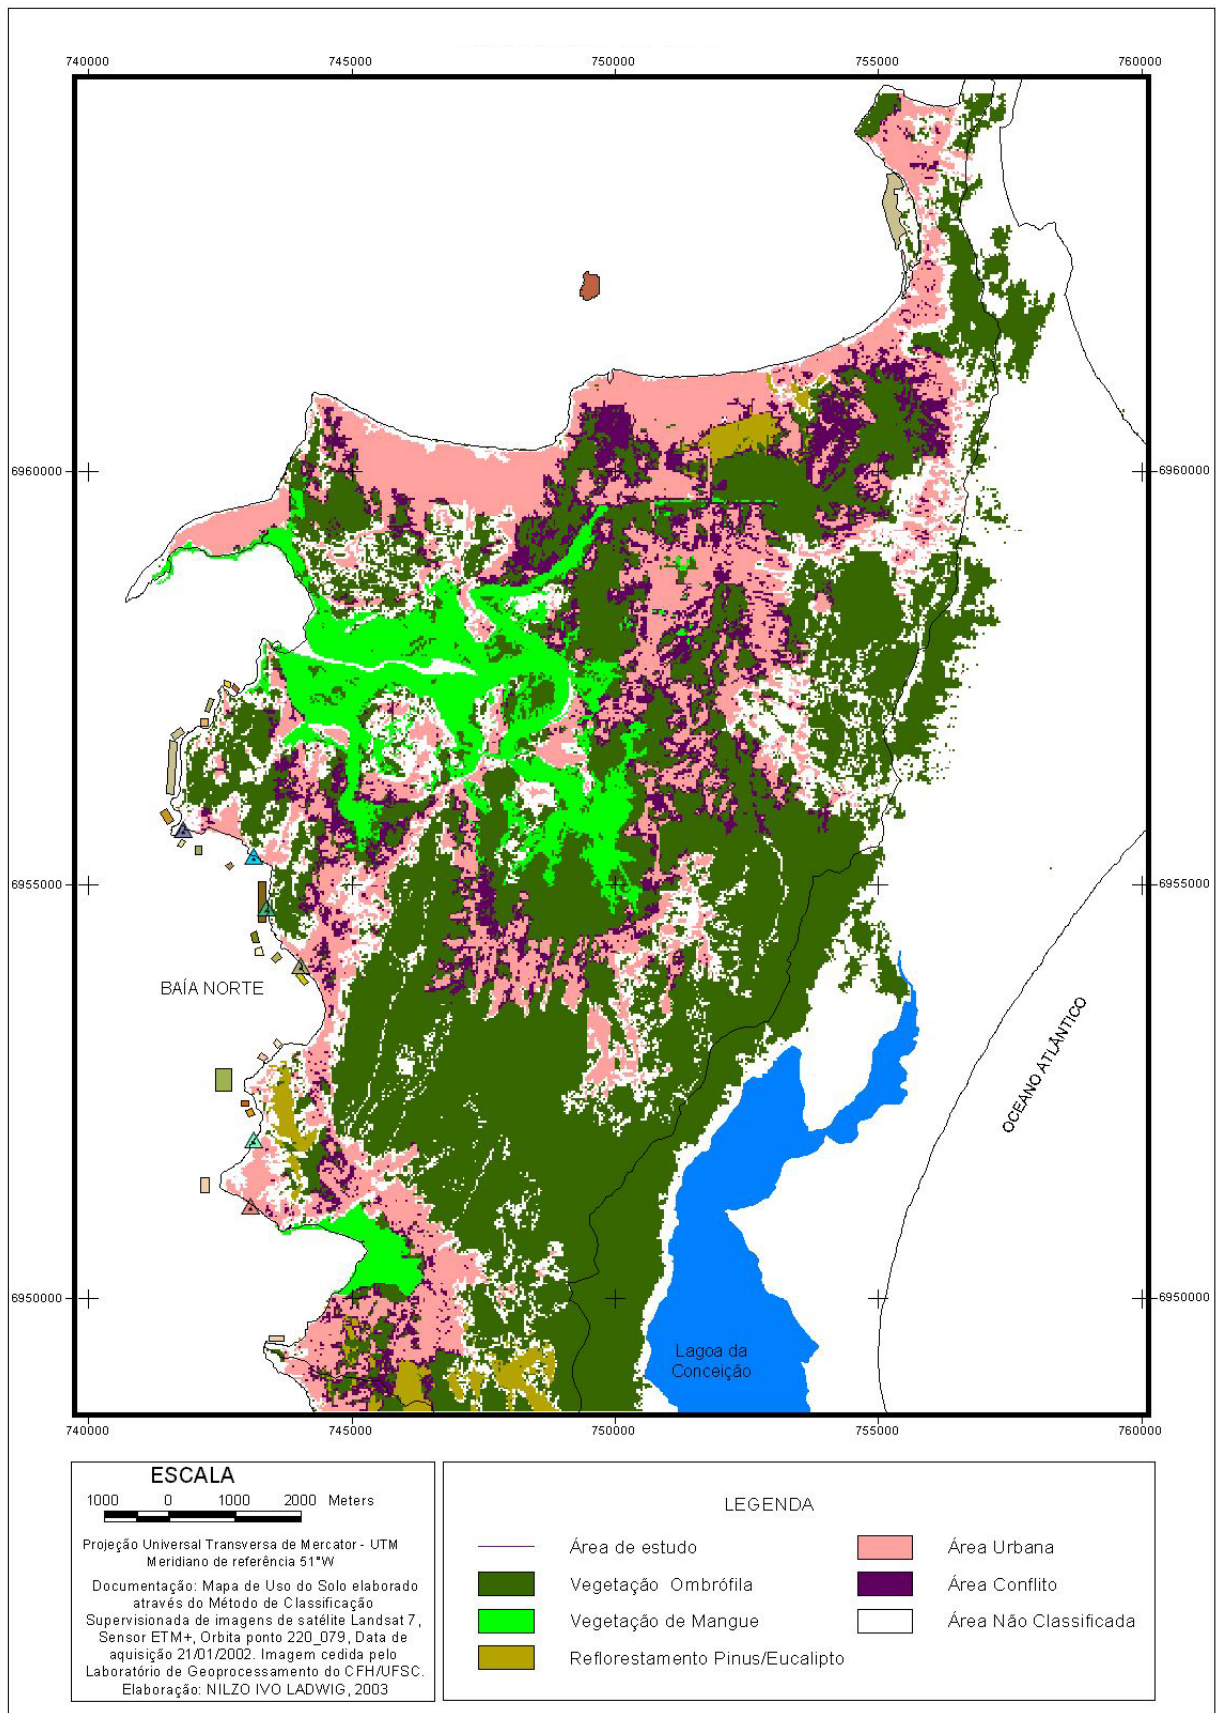 740000 745000 750000 755000 760000
6960000 6960000
6955000 6955000
BAÍA NORTE
OCEANO ATLÂNTICO
6950000 6950000
Lagoa da
Conceição
740000 745000 750000 755000 760000
ESCALA
1000 0 1000 2000 Meters
Projeção Universal Transversa de Mercator - UTM
Meridiano de referência 51°W
Documentação: Mapa de Uso do Solo elaborado
através do Método de Classificação
Supervisionada de imagens de satélite Landsat 7,
Sensor ETM+, Orbita ponto 220_079, Data de
aquisição 21/01/2002. Imagem cedida pelo
Laboratório de Geoprocessamento do CFH/UFSC.
Elaboração: NILZO IVO LADWIG, 2003
LEGENDA
Área de estudo
Vegetação Ombrófila
Vegetação de Mangue
Reflorestamento Pinus/Eucalipto
Área Urbana
Área Conflito
Área Não Classificada